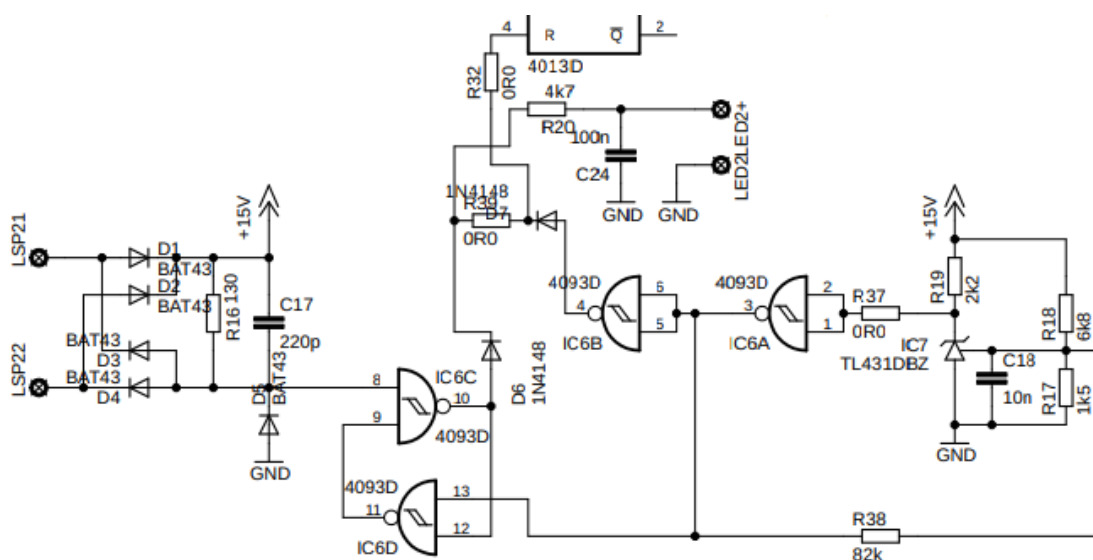 4
R
Q
2
4013D
R32
0R0
4k7
R20
100n
C24
LED2LED2+
GND
GND
1N4148
R39
D7
0R0
+15V
+15V
LSP21
D1
BAT43
D2
BAT43
R16 130
C17
220p
BAT43
D3
BAT43
D4
LSP22
D5
BAT43
GND
4093D
4
6
5
IC6B
4093D
3
2
1
IC6A
R37
0R0
R19
2k2
R18
6k8
IC7
TL431DBZ
C18
10n
R17
1k5
GND
D6
1N4148
8
9
IC6C
10
4093D
4093D
11
13
12
IC6D
R38
82k